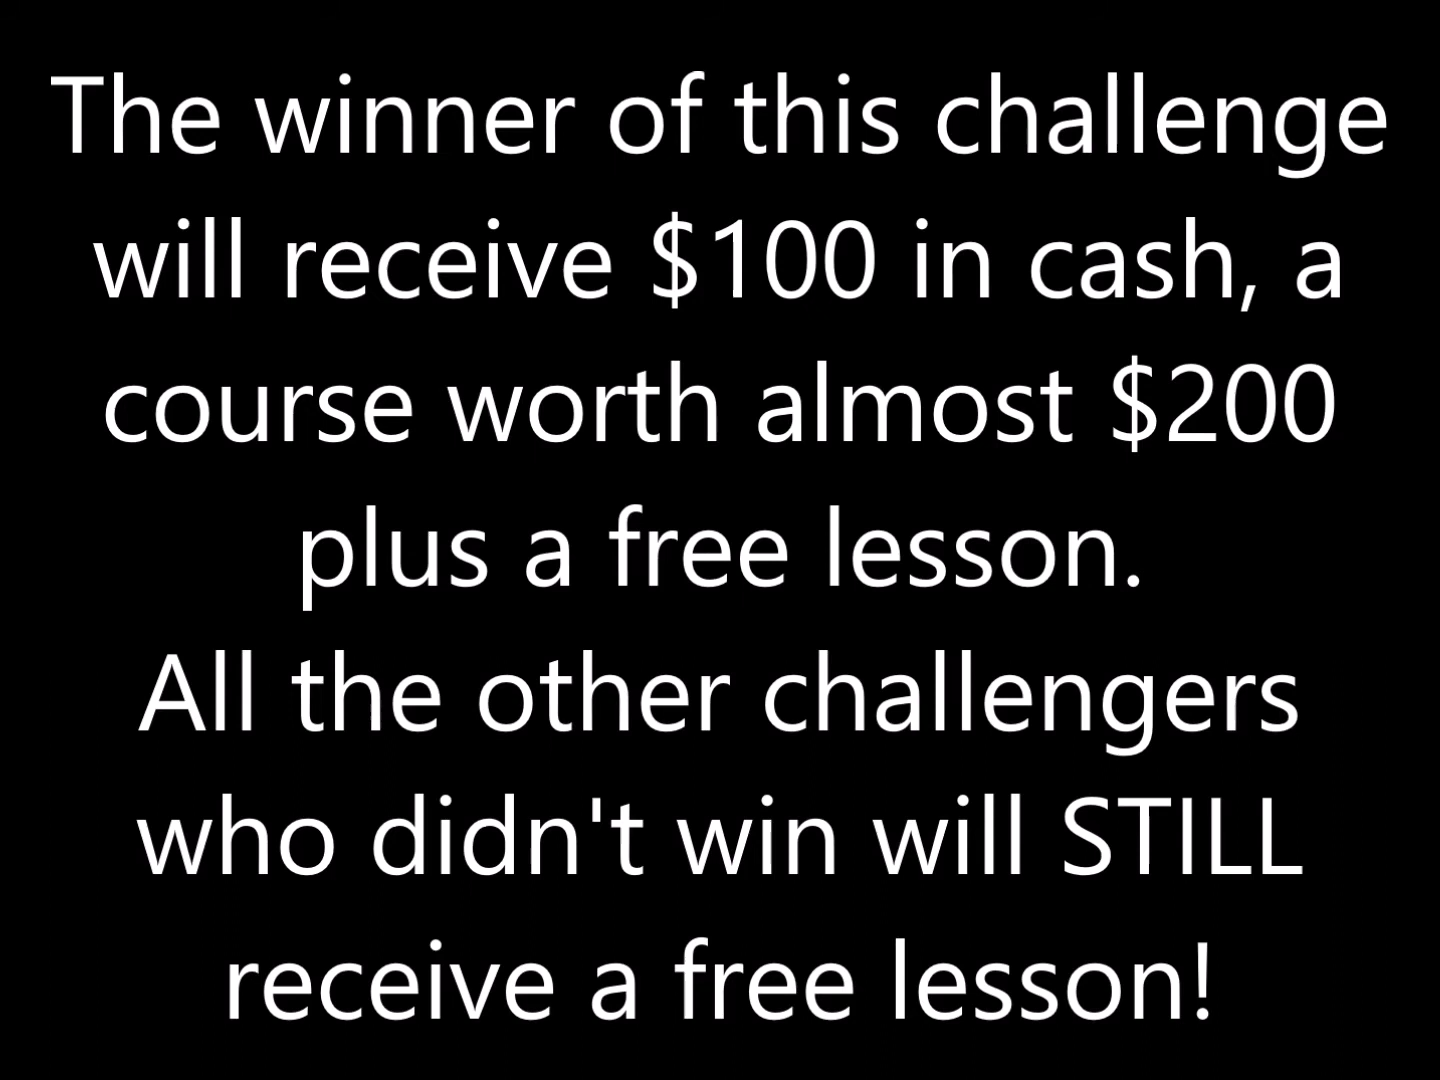 The winner of this challenge
will receive $100 in cash, a
course worth almost $200
plus a free lesson.
All the other challengers
who didn't win will STILL
receive a free lesson!